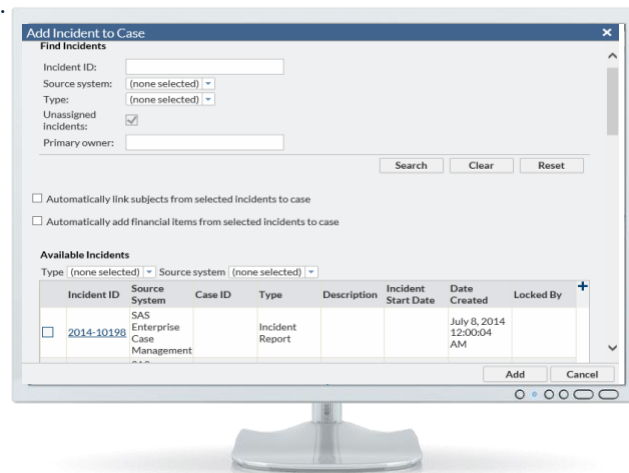 Add Incident to Case ×
Find Incidents
Incident ID:
Source system: (none selected)
Type: (none selected)
Unassigned incidents:
Primary owner:
Search Clear Reset
Automatically link subjects from selected incidents to case
Automatically add financial items from selected incidents to case
Available Incidents
Type (none selected) Source system (none selected)
Incident ID Source System Case ID Type Description Incident Start Date Date Created Locked By +
2014-10198 SAS Enterprise Case Management Incident Report July 8, 2014 12:00:04 AM
Add Cancel